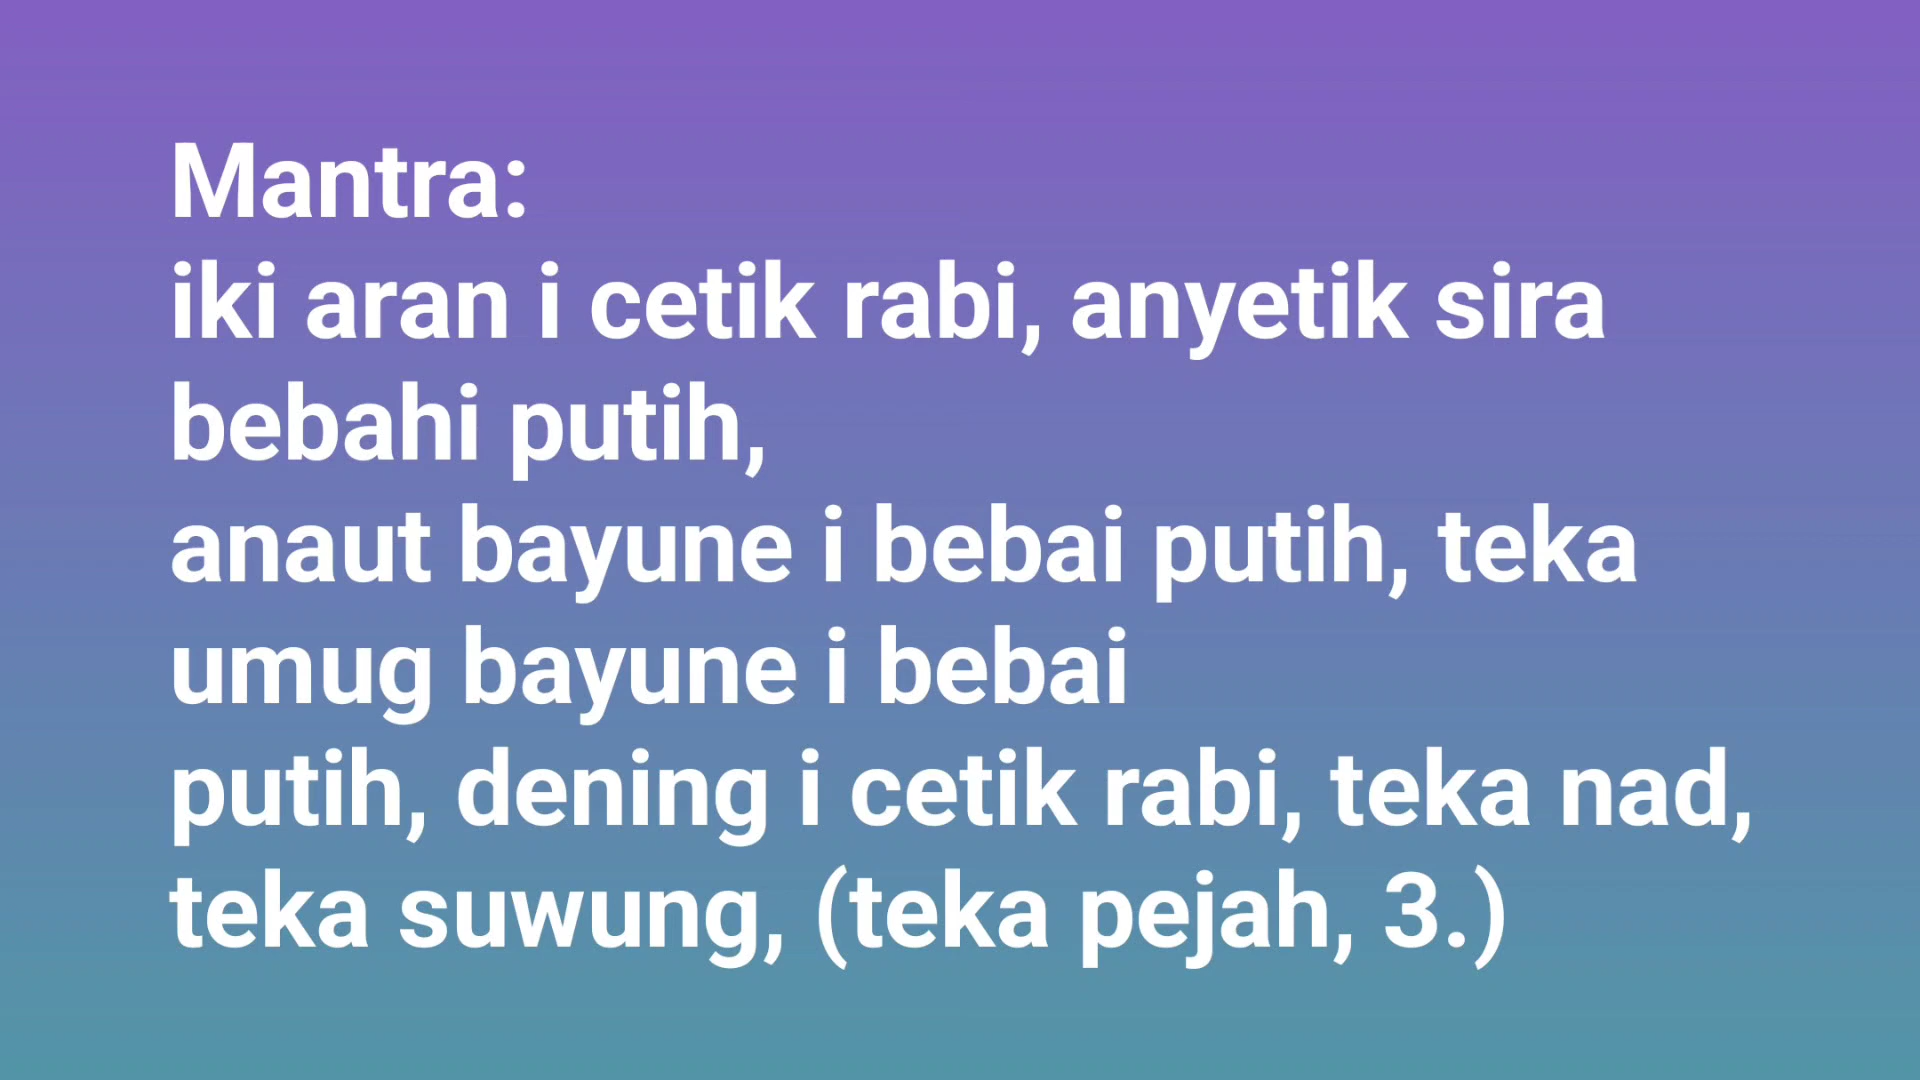 Mantra:
iki aran i cetik rabi, anyetik sira
bebahi putih,
anaut bayune i bebai putih, teka
umug bayune i bebai
putih, dening i cetik rabi, teka nad,
teka suwung, (teka pejah, 3.)